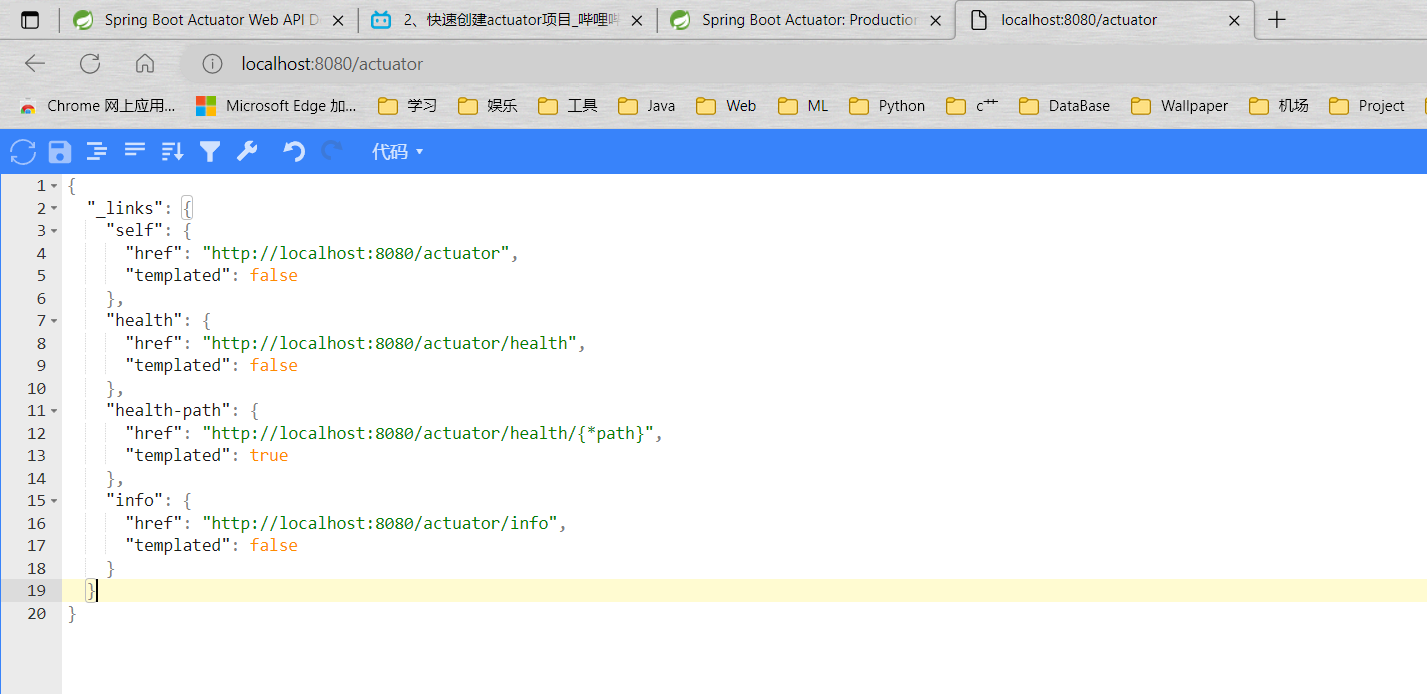 Spring Boot Actuator Web API D
2、快速创建actuator项目_哔哩
Spring Boot Actuator: Production
localhost:8080/actuator
localhost:8080/actuator
Chrome 网上应用...
Microsoft Edge 加...
学习
娱乐
工具
Java
Web
ML
Python
c艹
DataBase
Wallpaper
机场
Project
代码
1 {
2 "_links": {
3 "self": {
4 "href": "http://localhost:8080/actuator",
5 "templated": false
6 },
7 "health": {
8 "href": "http://localhost:8080/actuator/health",
9 "templated": false
10 },
11 "health-path": {
12 "href": "http://localhost:8080/actuator/health/{*path}",
13 "templated": true
14 },
15 "info": {
16 "href": "http://localhost:8080/actuator/info",
17 "templated": false
18 }
19 }
20 }